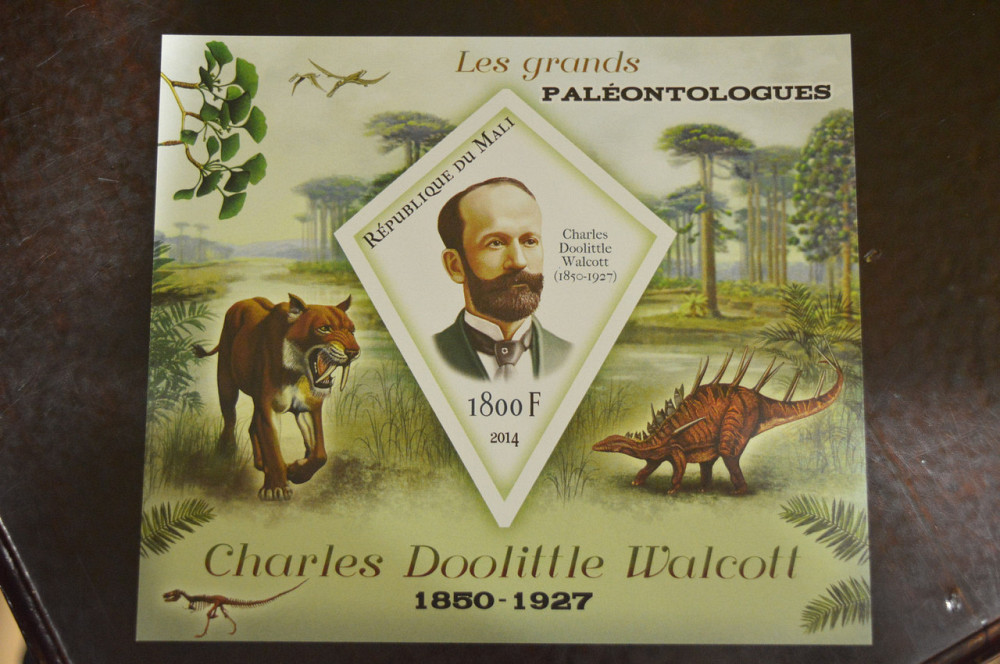 Les grands
PALÉONTOLOGUES
RÉPUBLIQUE DU MALI
Charles
Doolittle
Walcott
(1850-1927)
1800 F
2014
Charles Doolittle Walcott
1850-1927